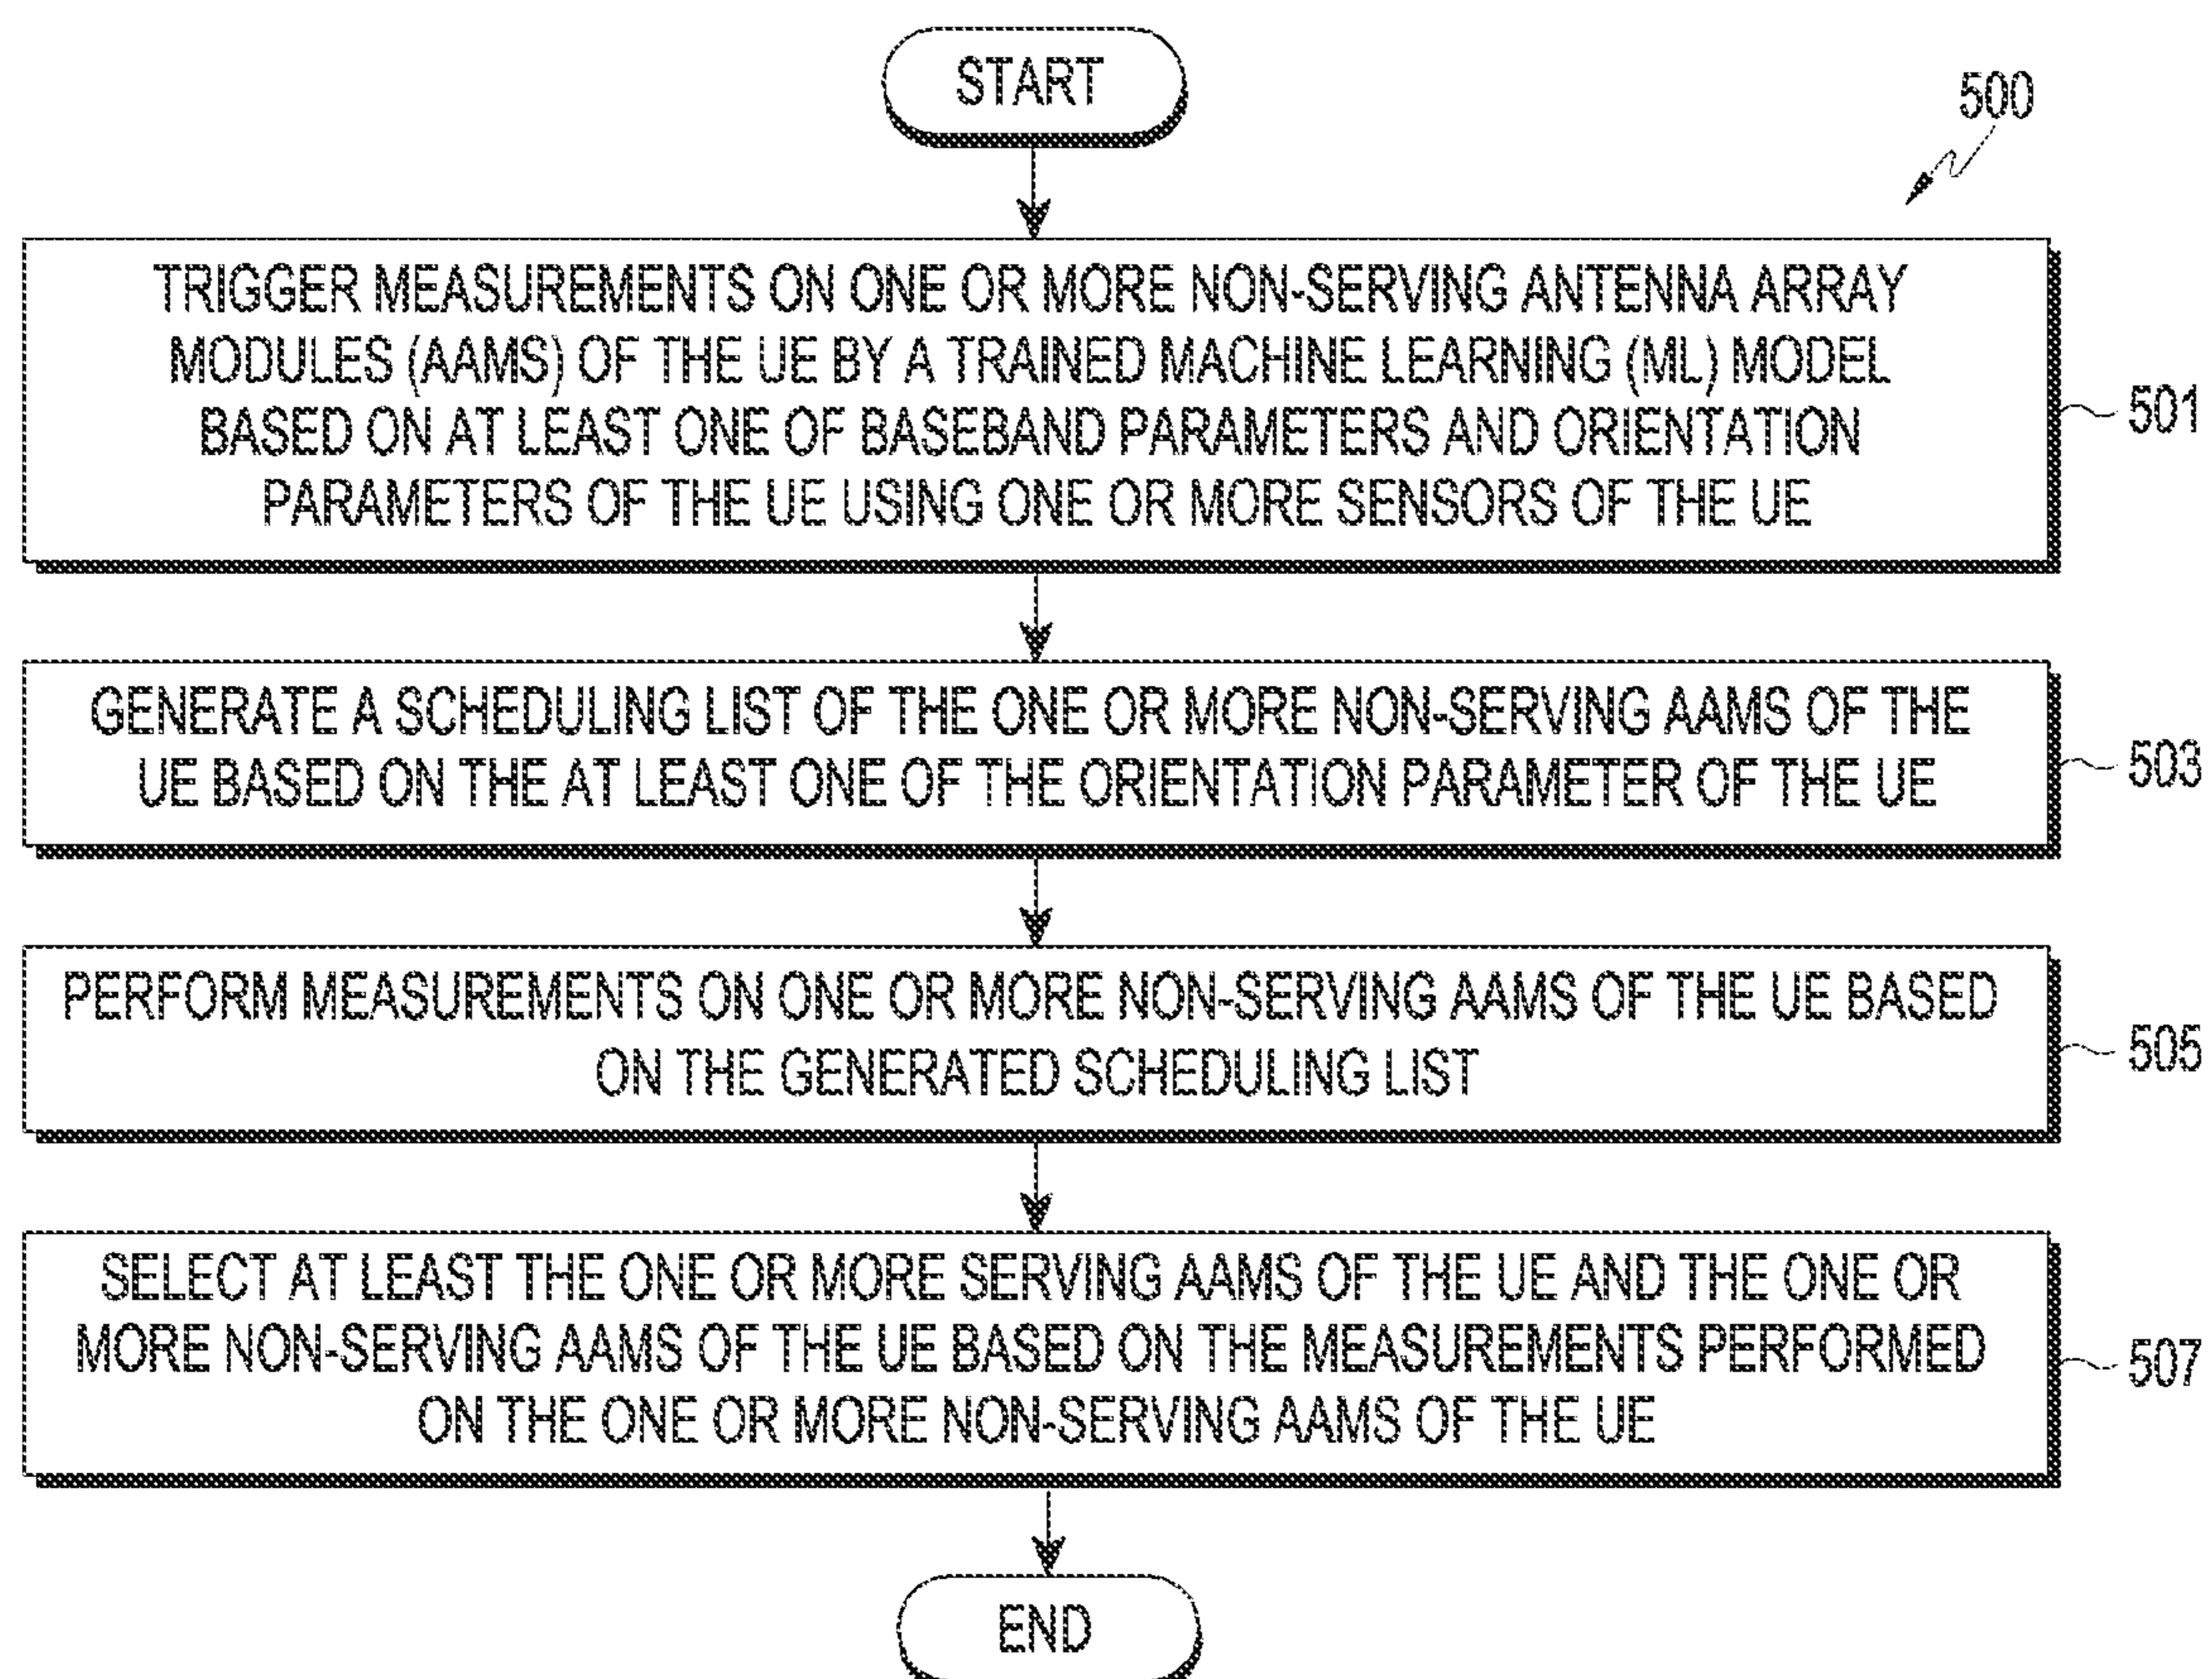 START
500
TRIGGER MEASUREMENTS ON ONE OR MORE NON-SERVING ANTENNA ARRAY
MODULES (AAMS) OF THE UE BY A TRAINED MACHINE LEARNING (ML) MODEL
BASED ON AT LEAST ONE OF BASEBAND PARAMETERS AND ORIENTATION
PARAMETERS OF THE UE USING ONE OR MORE SENSORS OF THE UE
501
GENERATE A SCHEDULING LIST OF THE ONE OR MORE NON-SERVING AAMS OF THE
UE BASED ON THE AT LEAST ONE OF THE ORIENTATION PARAMETER OF THE UE
503
PERFORM MEASUREMENTS ON ONE OR MORE NON-SERVING AAMS OF THE UE BASED
ON THE GENERATED SCHEDULING LIST
505
SELECT AT LEAST THE ONE OR MORE SERVING AAMS OF THE UE AND THE ONE OR
MORE NON-SERVING AAMS OF THE UE BASED ON THE MEASUREMENTS PERFORMED
ON THE ONE OR MORE NON-SERVING AAMS OF THE UE
507
END